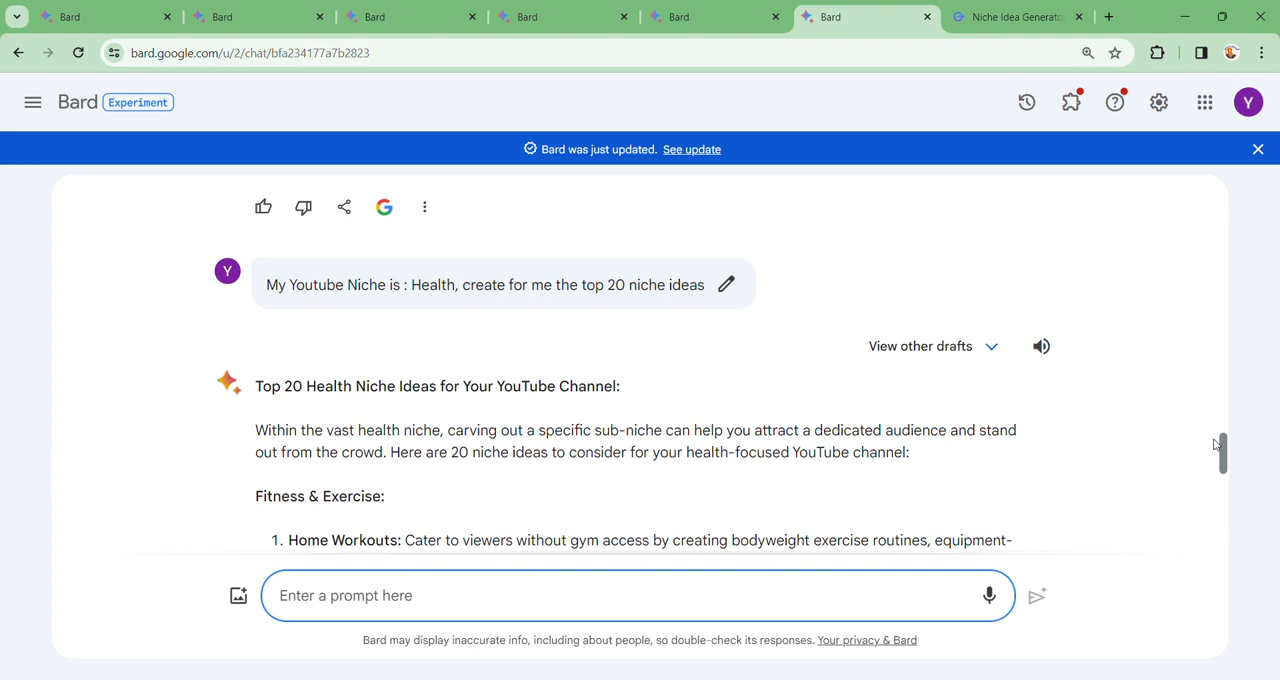 Bard
Bard
Bard
Bard
Bard
Bard
Niche Idea Generato
bard.google.com/u/2/chat/bfa234177a7b2823
Bard Experiment
Y
Bard was just updated. See update
Y
My Youtube Niche is : Health, create for me the top 20 niche ideas
View other drafts
Top 20 Health Niche Ideas for Your YouTube Channel:
Within the vast health niche, carving out a specific sub-niche can help you attract a dedicated audience and stand
out from the crowd. Here are 20 niche ideas to consider for your health-focused YouTube channel:
Fitness & Exercise:
1. Home Workouts: Cater to viewers without gym access by creating bodyweight exercise routines, equipment-
Enter a prompt here
Bard may display inaccurate info, including about people, so double-check its responses. Your privacy & Bard